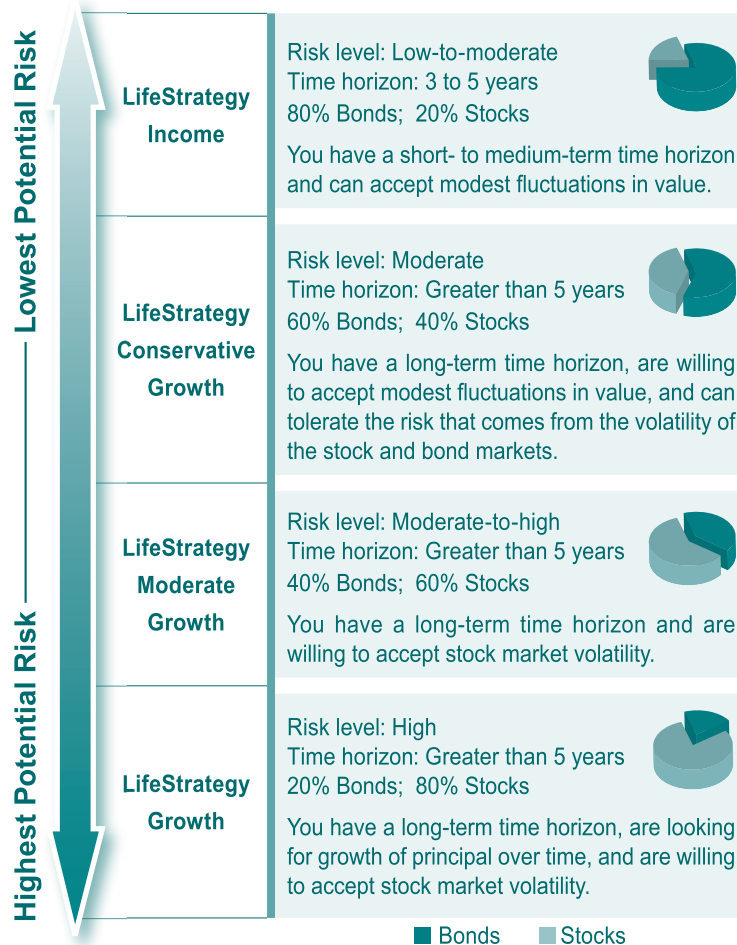 Lowest Potential Risk
Highest Potential Risk
LifeStrategy
Income
Risk level: Low-to-moderate
Time horizon: 3 to 5 years
80% Bonds; 20% Stocks
You have a short- to medium-term time horizon
and can accept modest fluctuations in value.
LifeStrategy
Conservative
Growth
Risk level: Moderate
Time horizon: Greater than 5 years
60% Bonds; 40% Stocks
You have a long-term time horizon, are willing
to accept modest fluctuations in value, and can
tolerate the risk that comes from the volatility of
the stock and bond markets.
LifeStrategy
Moderate
Growth
Risk level: Moderate-to-high
Time horizon: Greater than 5 years
40% Bonds; 60% Stocks
You have a long-term time horizon and are
willing to accept stock market volatility.
LifeStrategy
Growth
Risk level: High
Time horizon: Greater than 5 years
20% Bonds; 80% Stocks
You have a long-term time horizon, are looking
for growth of principal over time, and are willing
to accept stock market volatility.
Bonds Stocks